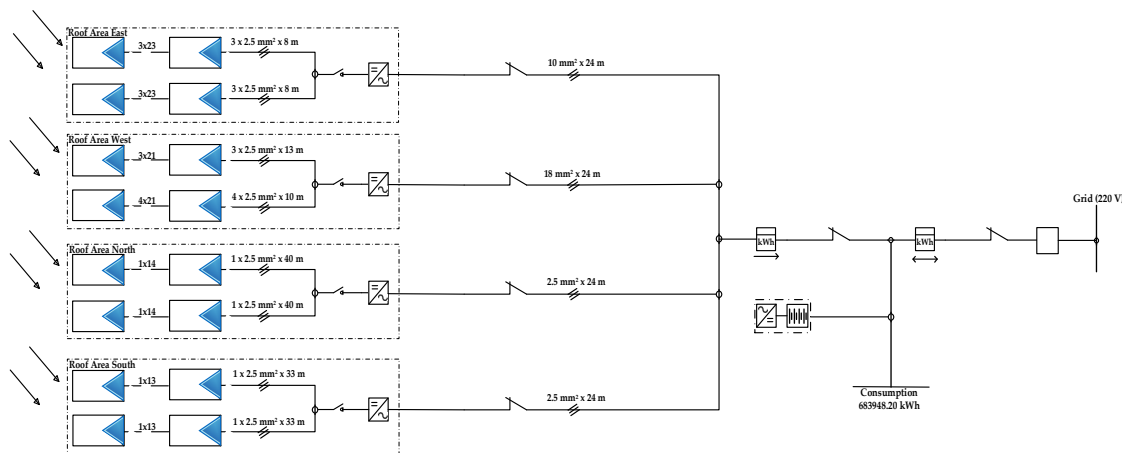 Roof Area East
3x23
3 x 2.5 mm² x 8 m
3x23
3 x 2.5 mm² x 8 m
10 mm² x 24 m
Roof Area West
3x21
3 x 2.5 mm² x 13 m
4x21
4 x 2.5 mm² x 10 m
18 mm² x 24 m
Grid (220 V)
kWh
kWh
Roof Area North
1x14
1 x 2.5 mm² x 40 m
1x14
1 x 2.5 mm² x 40 m
2.5 mm² x 24 m
Roof Area South
1x13
1 x 2.5 mm² x 33 m
1x13
1 x 2.5 mm² x 33 m
2.5 mm² x 24 m
Consumption
683948.20 kWh